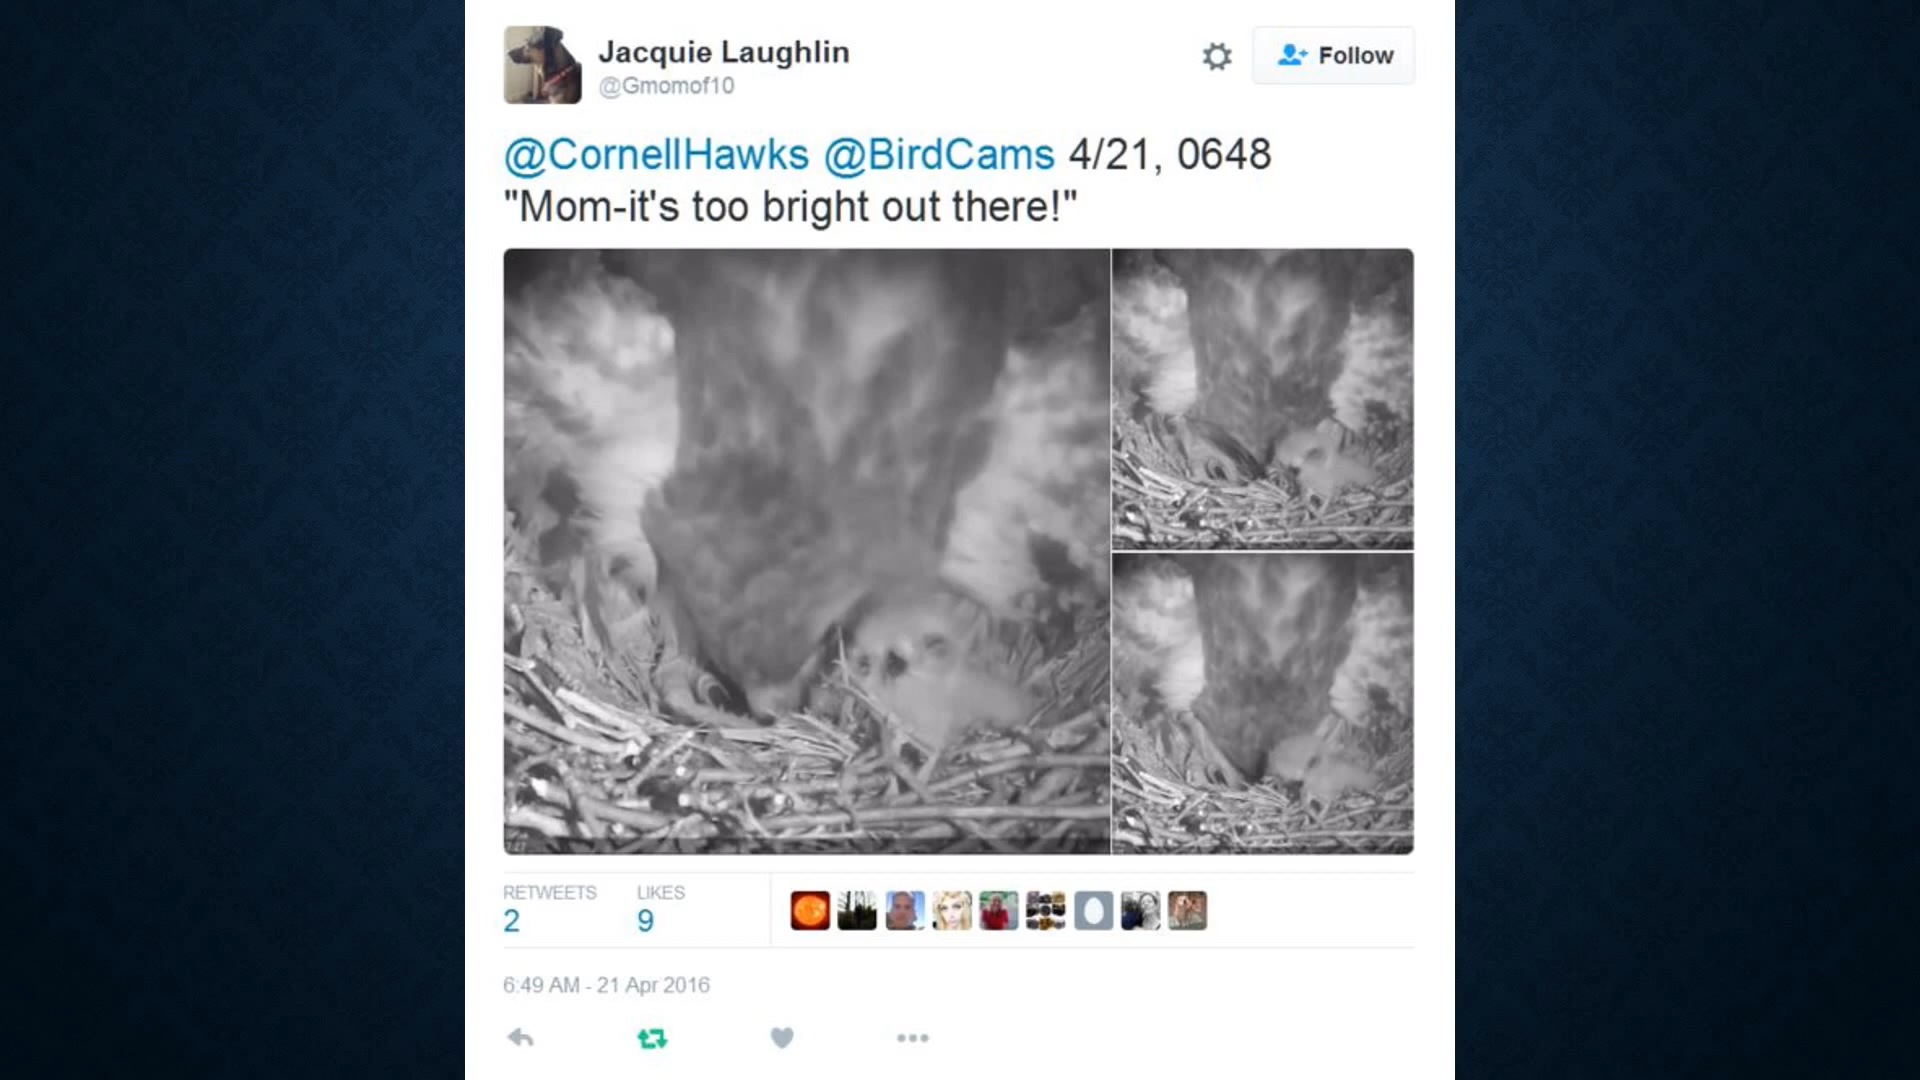 Jacquie Laughlin
@Gmomof10
Follow
@CornellHawks @BirdCams 4/21, 0648
"Mom-it's too bright out there!"
RETWEETS
2
LIKES
9
6:49 AM - 21 Apr 2016